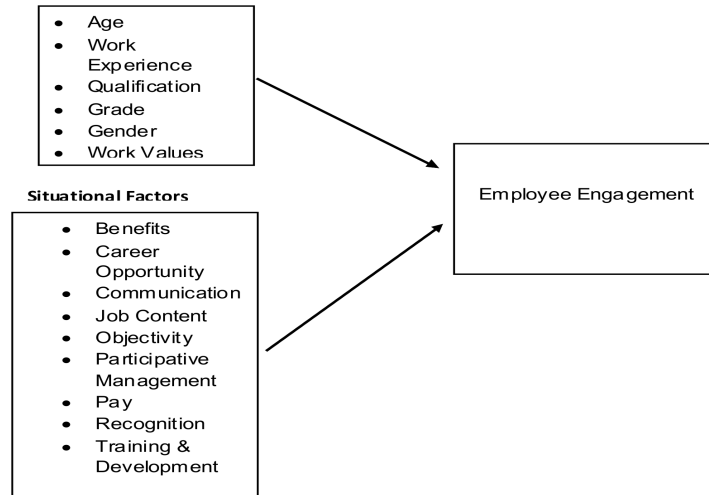 • Age
• Work
Experience
• Qualification
• Grade
• Gender
• Work Values
Situational Factors
• Benefits
• Career
Opportunity
• Communication
• Job Content
• Objectivity
• Participative
Management
• Pay
• Recognition
• Training &
Development
Employee Engagement